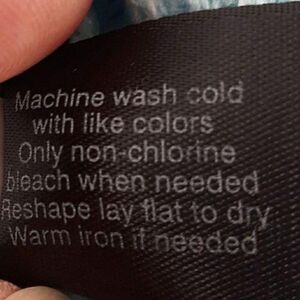 Machine wash cold
with like colors
Only non-chlorine
bleach when needed
Reshape lay flat to dry
Warm iron if needed